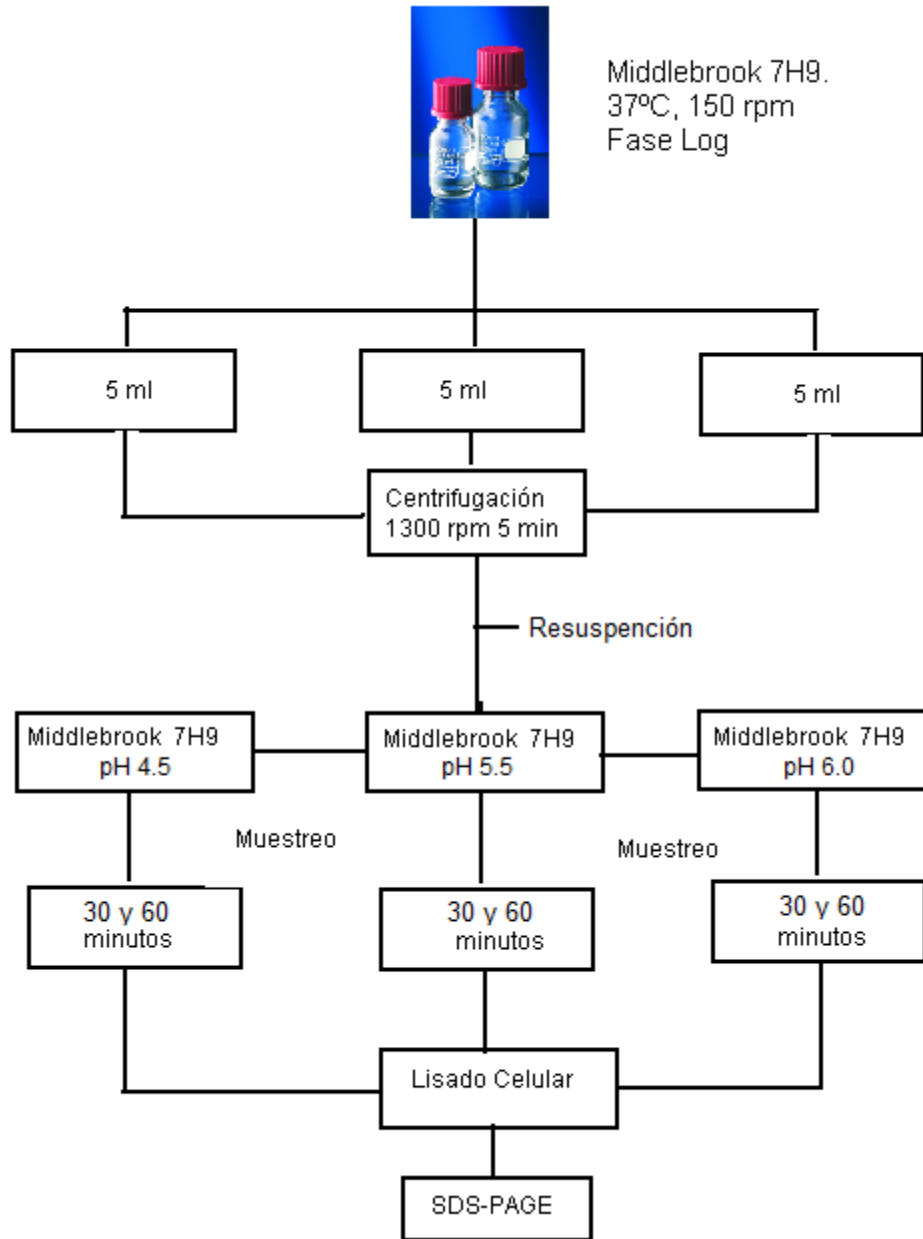 Middlebrook 7H9.
37ºC, 150 rpm
Fase Log
5 ml
5 ml
5 ml
Centrifugación
1300 rpm 5 min
Resuspención
Middlebrook 7H9
pH 4.5
Middlebrook 7H9
pH 5.5
Middlebrook 7H9
pH 6.0
Muestreo
Muestreo
30 y 60
minutos
30 y 60
minutos
30 y 60
minutos
Lisado Celular
SDS-PAGE